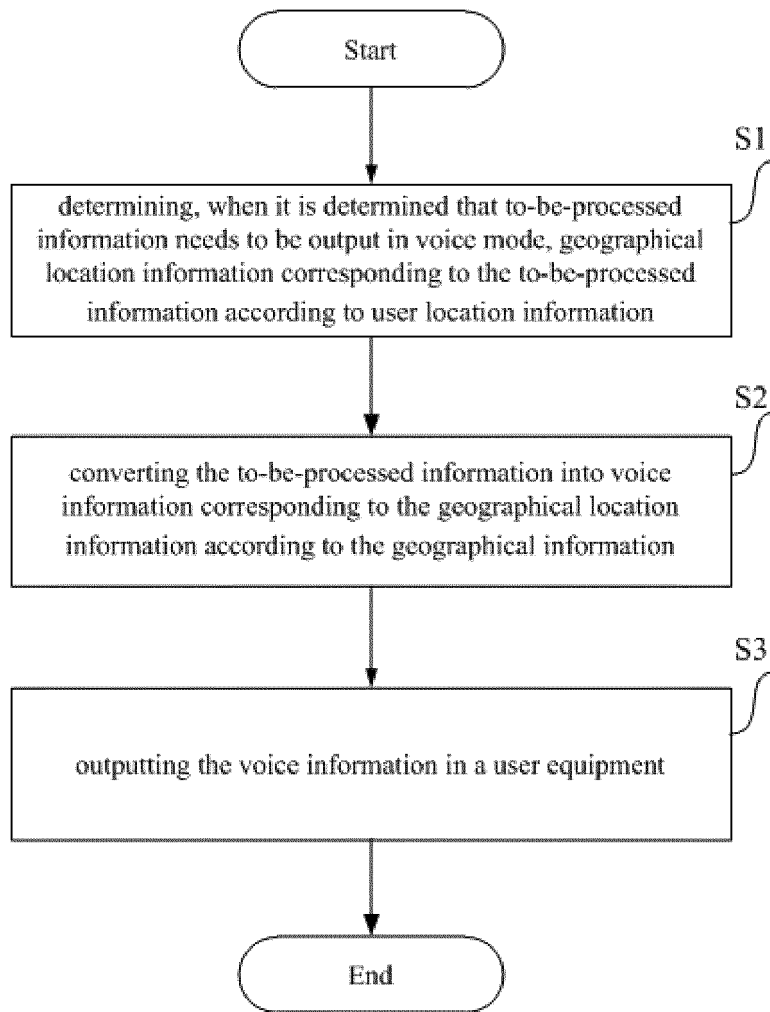 Start
S1
determining, when it is determined that to-be-processed
information needs to be output in voice mode, geographical
location information corresponding to the to-be-processed
information according to user location information
S2
converting the to-be-processed information into voice
information corresponding to the geographical location
information according to the geographical information
S3
outputting the voice information in a user equipment
End